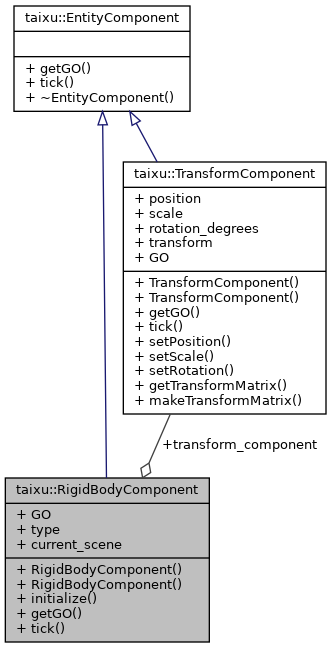 taixu::EntityComponent
+ getGO()
+ tick()
+ ~EntityComponent()
taixu::TransformComponent
+ position
+ scale
+ rotation_degrees
+ transform
+ GO
+ TransformComponent()
+ TransformComponent()
+ getGO()
+ tick()
+ setPosition()
+ setScale()
+ setRotation()
+ getTransformMatrix()
+ makeTransformMatrix()
+transform_component
taixu::RigidBodyComponent
+ GO
+ type
+ current_scene
+ RigidBodyComponent()
+ RigidBodyComponent()
+ initialize()
+ getGO()
+ tick()